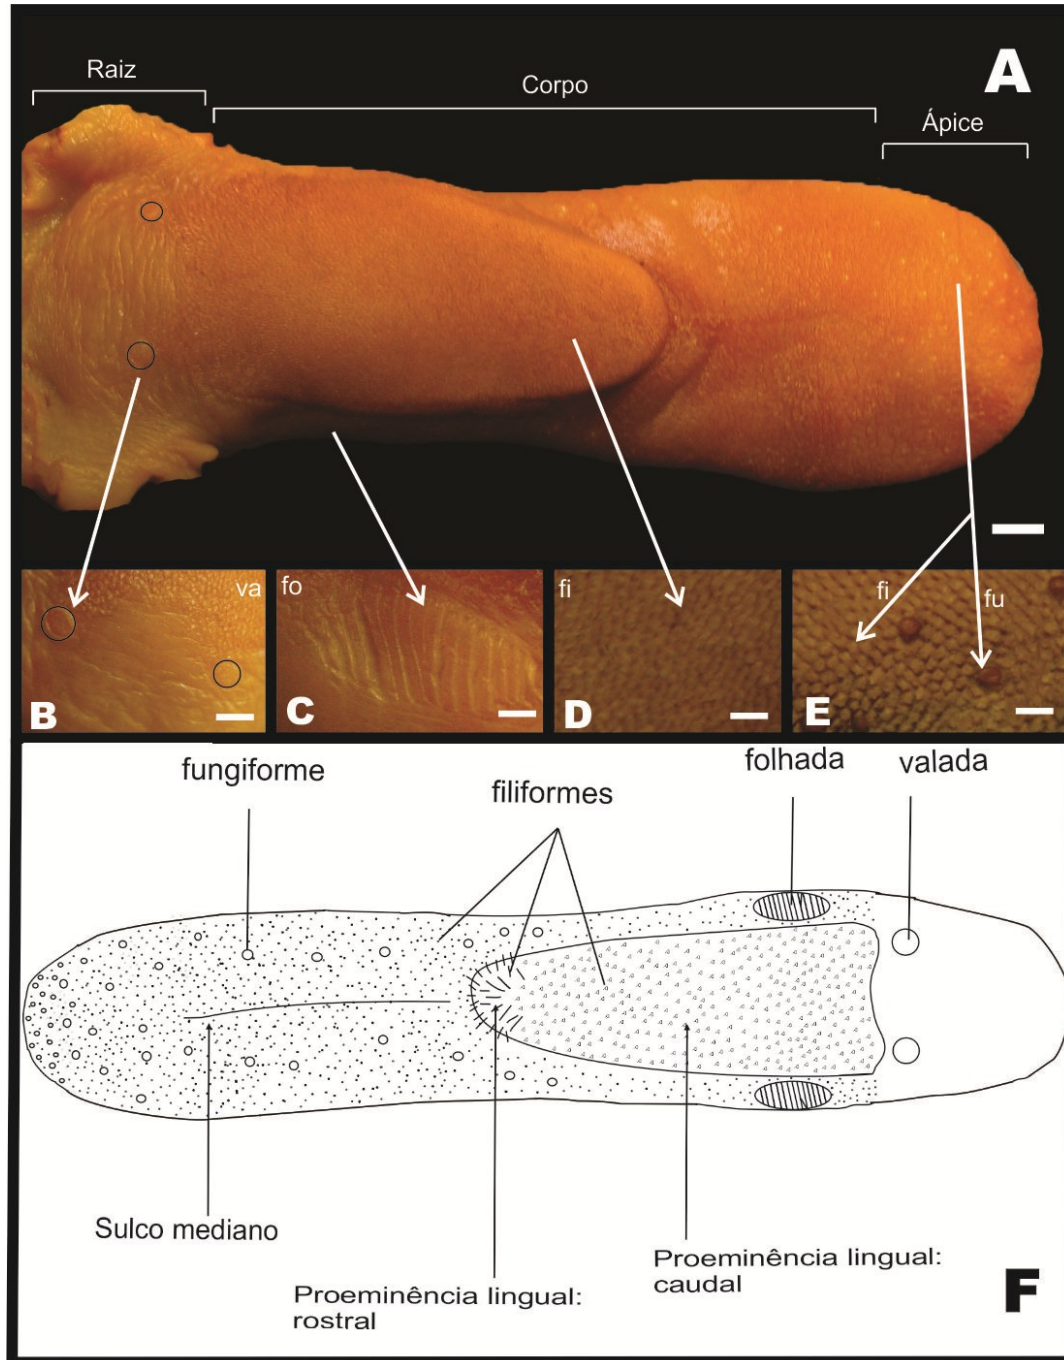 A
Raiz
Corpo
Ápice
va
fo
fi
fi
fu
B
C
D
E
fungiforme
filiformes
folhada
valada
Sulco mediano
Proeminência lingual:
rostral
Proeminência lingual:
caudal
F